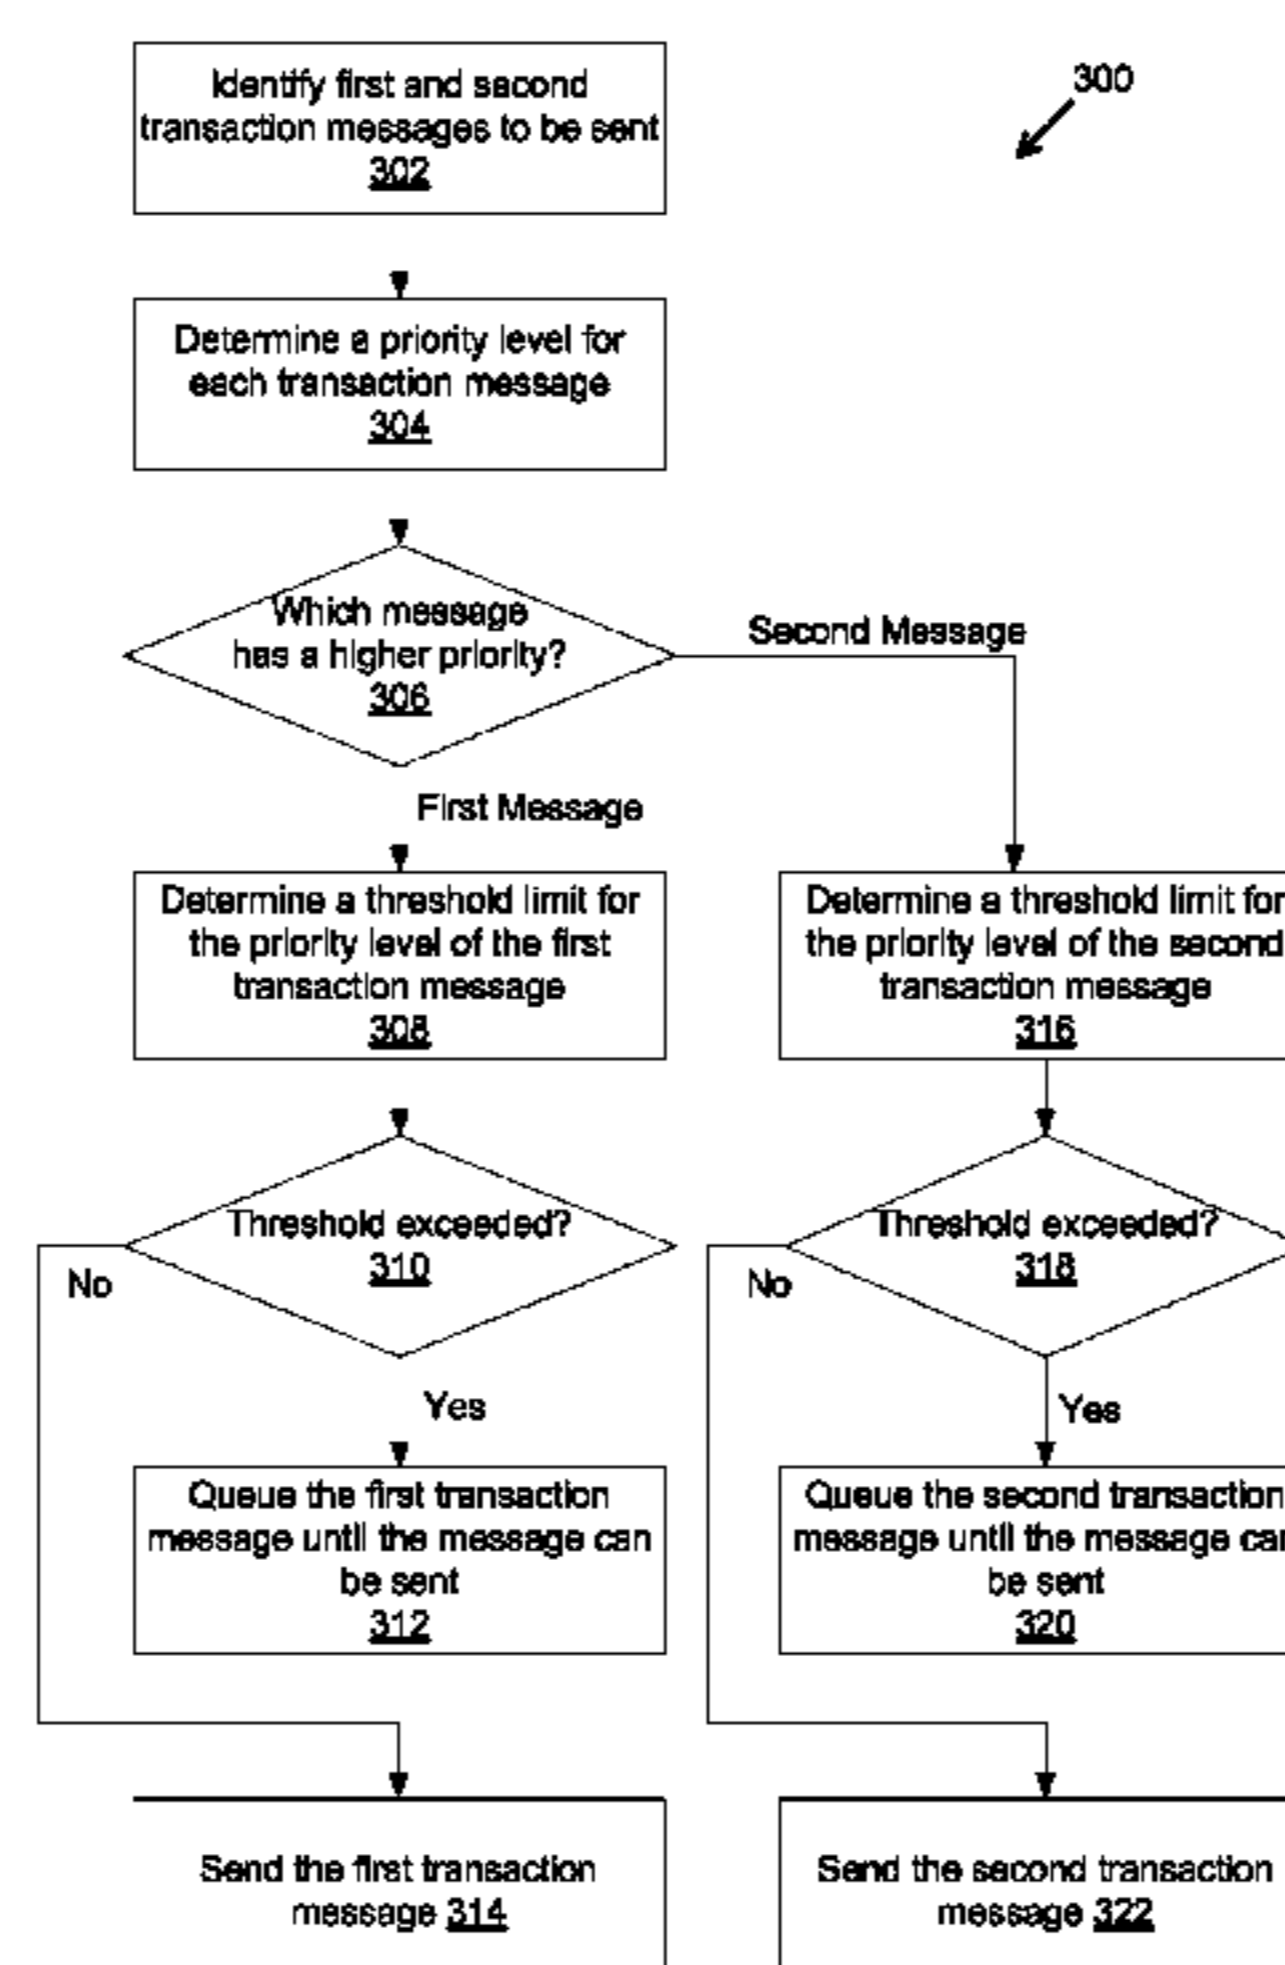 300
Identify first and second
transaction messages to be sent
302
Determine a priority level for
each transaction message
304
Which message
has a higher priority?
306
Second Message
First Message
Determine a threshold limit for
the priority level of the first
transaction message
308
Determine a threshold limit for
the priority level of the second
transaction message
316
Threshold exceeded?
310
No
Yes
Threshold exceeded?
318
No
Yes
Queue the first transaction
message until the message can
be sent
312
Queue the second transaction
message until the message can
be sent
320
Send the first transaction
message 314
Send the second transaction
message 322